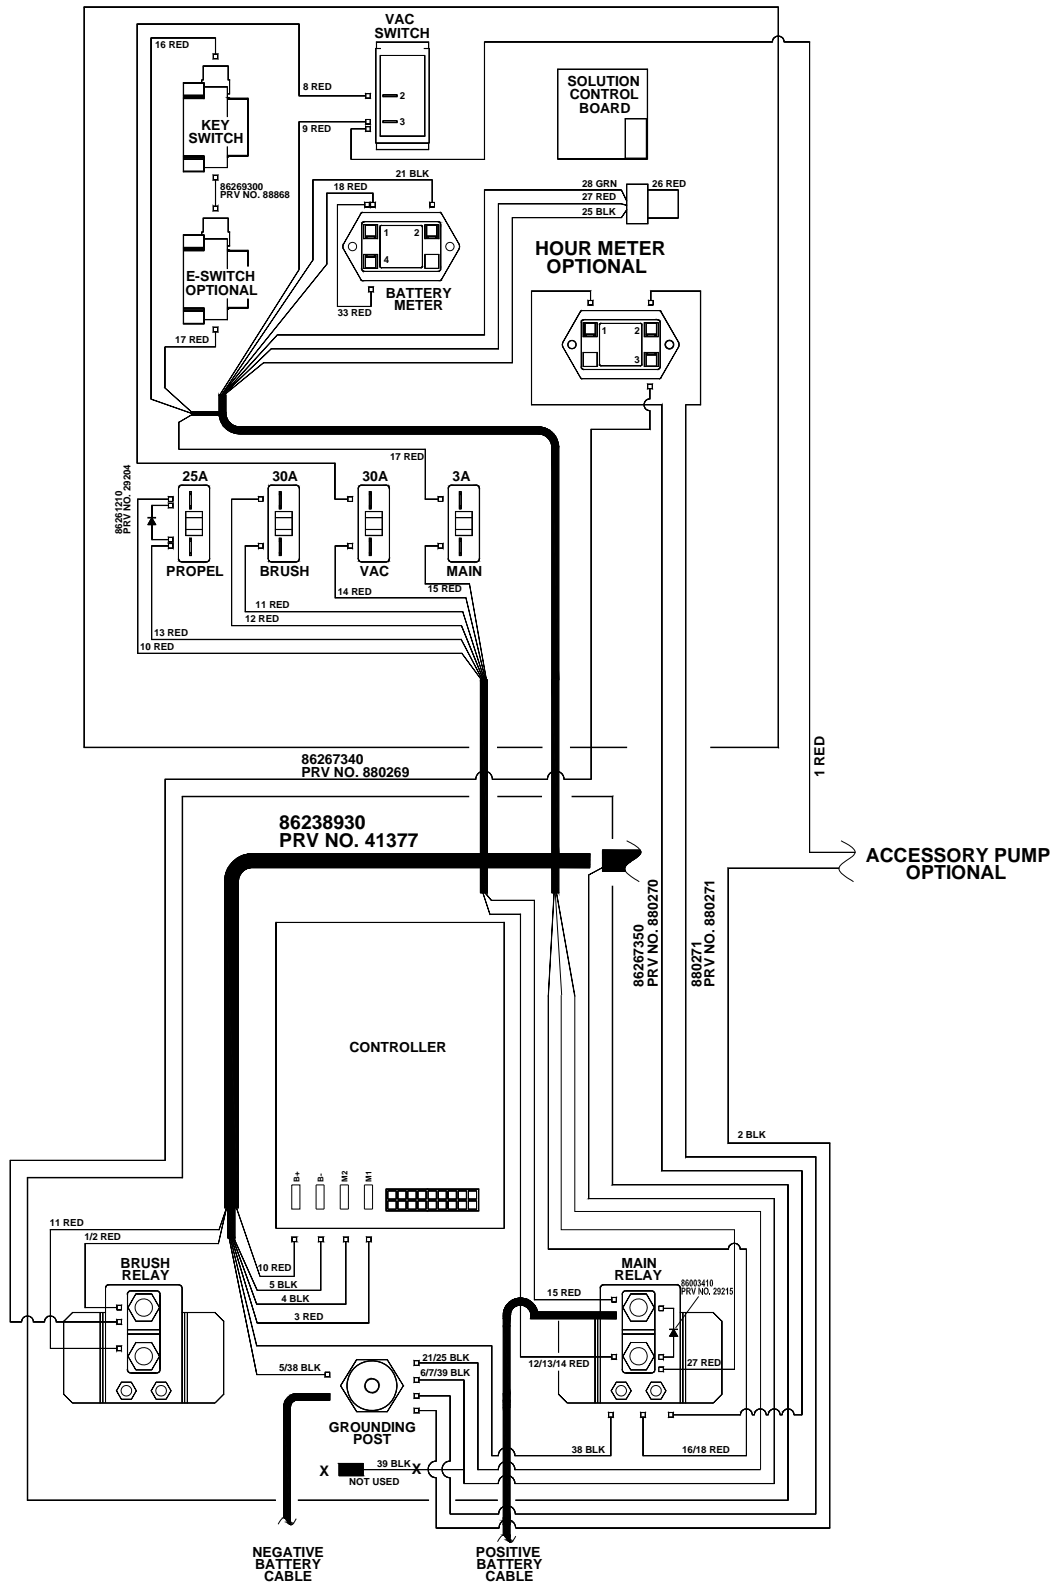 VAC
SWITCH
16 RED
8 RED
2
9 RED
3
SOLUTION
CONTROL
BOARD
KEY
SWITCH
86269300
PRV NO. 88868
21 BLK
18 RED
28 GRN
26 RED
27 RED
25 BLK
1
2
4
HOUR METER
OPTIONAL
E-SWITCH
OPTIONAL
BATTERY
METER
33 RED
17 RED
1
2
3
17 RED
86261210
PRV NO. 29204
25A
30A
30A
3A
PROPEL
BRUSH
VAC
MAIN
14 RED
15 RED
11 RED
12 RED
13 RED
10 RED
1 RED
86267340
PRV NO. 880269
86238930
PRV NO. 41377
ACCESSORY PUMP
OPTIONAL
86267350
PRV NO. 880270
880271
PRV NO. 880271
CONTROLLER
2 BLK
B+
B-
M2
M1
11 RED
1/2 RED
BRUSH
RELAY
10 RED
5 BLK
4 BLK
3 RED
MAIN
RELAY
86003410
PRV NO. 29215
15 RED
12/13/14 RED
27 RED
21/25 BLK
5/38 BLK
6/7/39 BLK
GROUNDING
POST
38 BLK
16/18 RED
X
39 BLK
X
NOT USED
NEGATIVE
BATTERY
CABLE
POSITIVE
BATTERY
CABLE